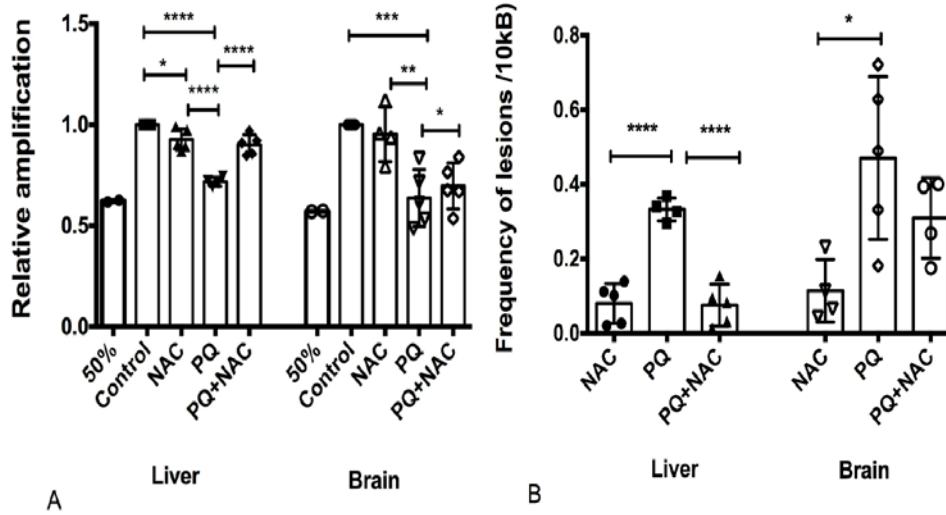 Relative amplification
1.5
1.0
0.5
0.0
****
****
*
****
***
**
*
50%
Control
NAC
PQ
PQ+NAC
50%
Control
NAC
PQ
PQ+NAC
Liver
Brain
A
Frequency of lesions /10kB
0.8
0.6
0.4
0.2
0.0
*
****
****
NAC
PQ
PQ+NAC
NAC
PQ
PQ+NAC
Liver
Brain
B